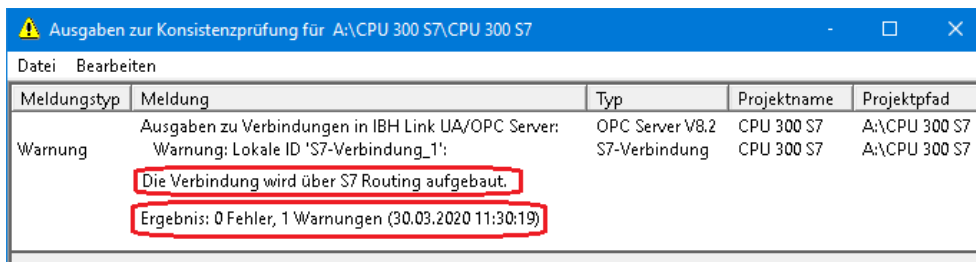 Ausgaben zur Konsistenzprüfung für A:\CPU 300 S7\CPU 300 S7
Datei Bearbeiten
Meldungstyp Meldung Typ Projektname Projektpfad
Ausgaben zu Verbindungen in IBH Link UA/OPC Server: OPC Server V8.2 CPU 300 S7 A:\CPU 300 S7
Warnung Warnung: Lokale ID 'S7-Verbindung_1': S7-Verbindung CPU 300 S7 A:\CPU 300 S7
Die Verbindung wird über S7 Routing aufgebaut.
Ergebnis: 0 Fehler, 1 Warnungen (30.03.2020 11:30:19)